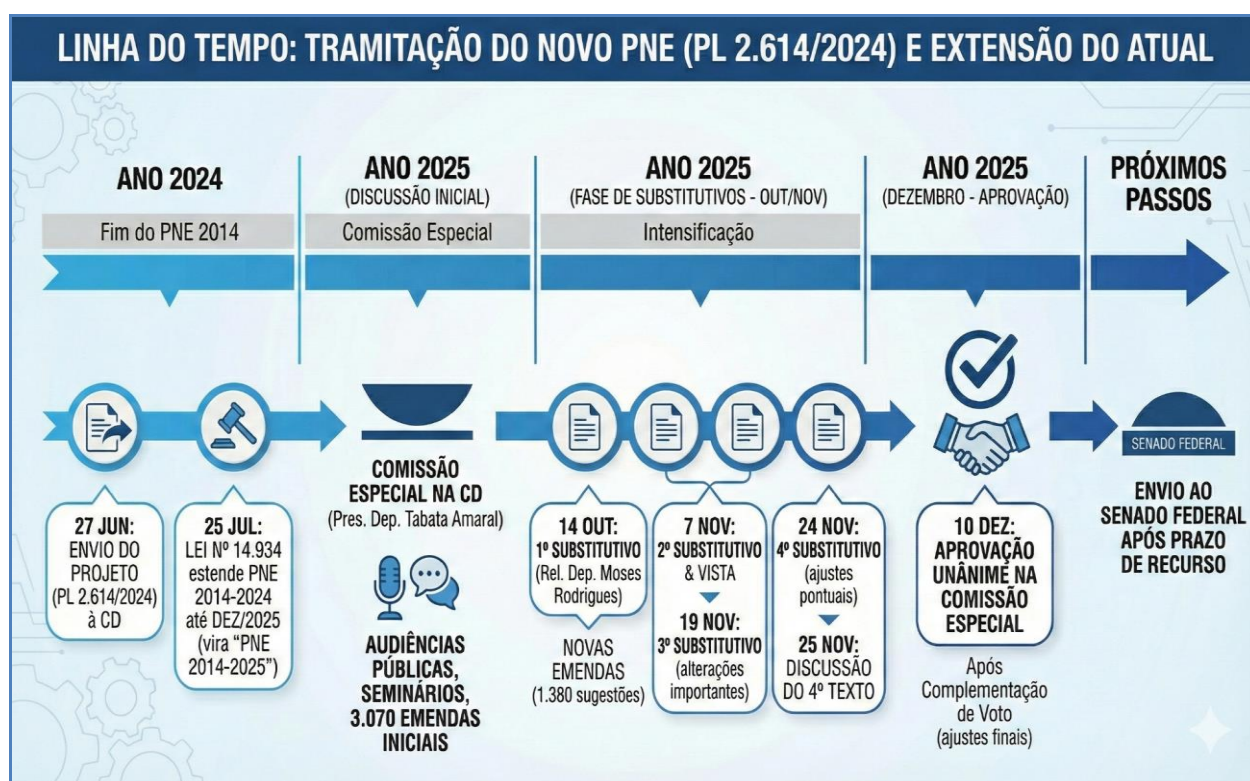 LINHA DO TEMPO: TRAMITAÇÃO DO NOVO PNE (PL 2.614/2024) E EXTENSÃO DO ATUAL
ANO 2024
Fim do PNE 2014
ANO 2025
(DISCUSSÃO INICIAL)
Comissão Especial
ANO 2025
(FASE DE SUBSTITUTIVOS - OUT/NOV)
Intensificação
ANO 2025
(DEZEMBRO - APROVAÇÃO)
PRÓXIMOS
PASSOS
27 JUN:
ENVIO DO
PROJETO
(PL 2.614/2024)
à CD
25 JUL:
LEI Nº 14.934
estende PNE
2014-2024
até DEZ/2025
(vira “PNE
2014-2025”)
COMISSÃO
ESPECIAL NA CD
(Pres. Dep. Tabata Amaral)
AUDIÊNCIAS
PÚBLICAS,
SEMINÁRIOS,
3.070 EMENDAS
INICIAIS
14 OUT:
1º SUBSTITUTIVO
(Rel. Dep. Moses
Rodrigues)
NOVAS
EMENDAS
(1.380 sugestões)
7 NOV:
2º SUBSTITUTIVO
& VISTA
19 NOV:
3º SUBSTITUTIVO
(alterações
importantes)
24 NOV:
4º SUBSTITUTIVO
(ajustes
pontuais)
25 NOV:
DISCUSSÃO
DO 4º TEXTO
10 DEZ:
APROVAÇÃO
UNÂNIME NA
COMISSÃO
ESPECIAL
Após
Complementação
de Voto
(ajustes finais)
SENADO FEDERAL
ENVIO AO
SENADO FEDERAL
APÓS PRAZO
DE RECURSO